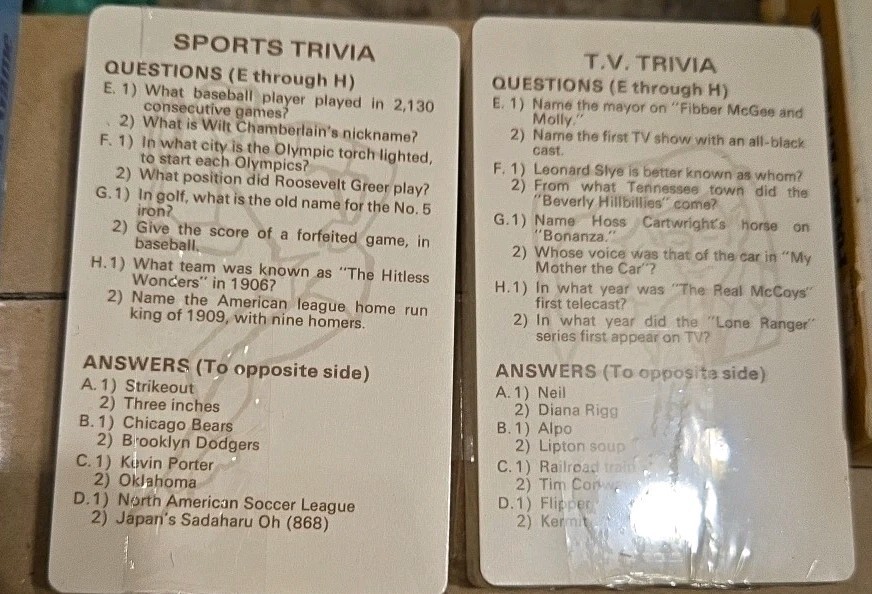 SPORTS TRIVIA
QUESTIONS (E through H)
E. 1) What baseball player played in 2,130
consecutive games?
2) What is Wilt Chamberlain's nickname?
F. 1) In what city is the Olympic torch lighted,
to start each Olympics?
2) What position did Roosevelt Greer play?
G. 1) In golf, what is the old name for the No. 5
iron?
2) Give the score of a forfeited game, in
baseball.
H. 1) What team was known as "The Hitless
Wonders" in 1906?
2) Name the American league home run
king of 1909, with nine homers.
ANSWERS (To opposite side)
A. 1) Strikeout
2) Three inches
B. 1) Chicago Bears
2) Brooklyn Dodgers
C. 1) Kevin Porter
2) Oklahoma
D. 1) North American Soccer League
2) Japan's Sadaharu Oh (868)
T.V. TRIVIA
QUESTIONS (E through H)
E. 1) Name the mayor on "Fibber McGee and
Molly."
2) Name the first TV show with an all-black
cast.
F. 1) Leonard Slye is better known as whom?
2) From what Tennessee town did the
"Beverly Hillbillies" come?
G. 1) Name Hoss Cartwright's horse on
"Bonanza."
2) Whose voice was that of the car in "My
Mother the Car"?
H. 1) In what year was "The Real McCoys"
first telecast?
2) In what year did the "Lone Ranger"
series first appear on TV?
ANSWERS (To opposite side)
A. 1) Neil
2) Diana Rigg
B. 1) Alpo
2) Lipton soup
C. 1) Railroad train
2) Tim
D. 1) Flipper
2) Kermit